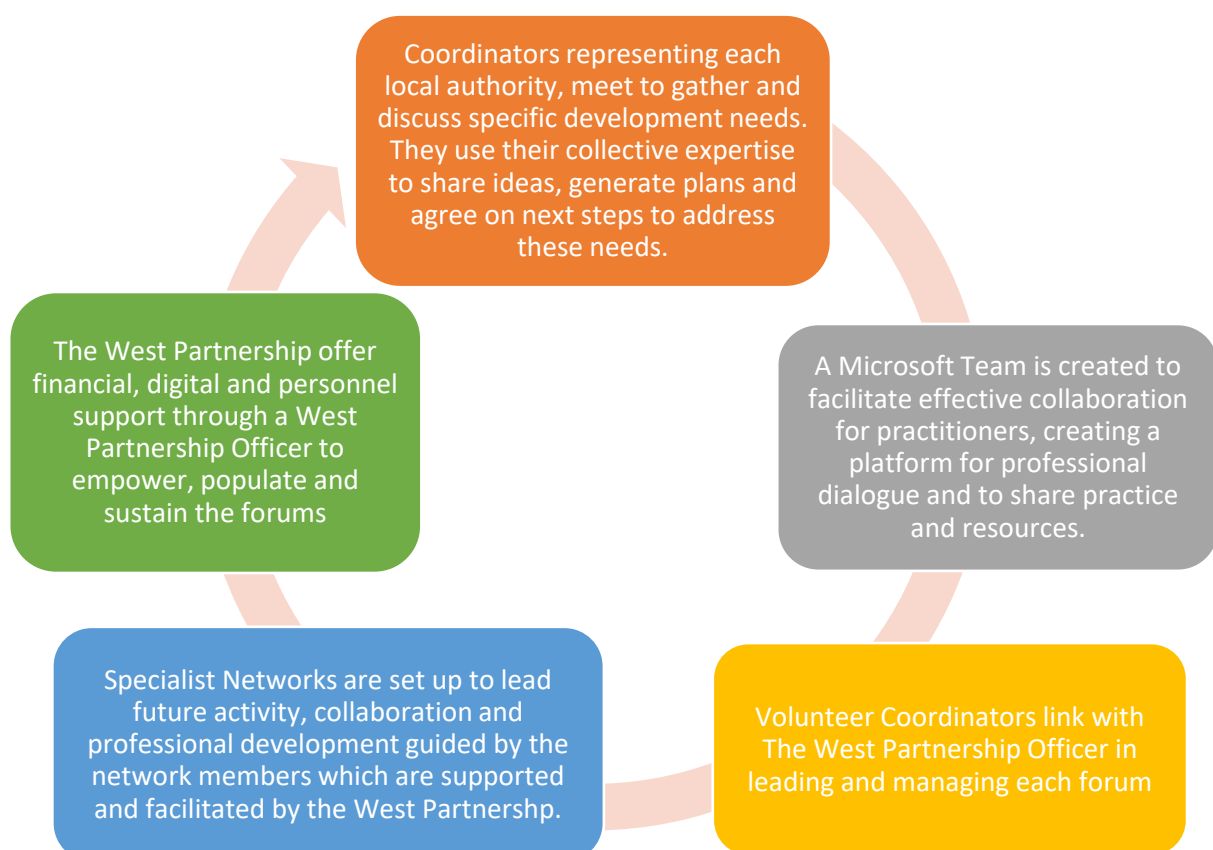 Coordinators representing each
local authority, meet to gather and
discuss specific development needs.
They use their collective expertise
to share ideas, generate plans and
agree on next steps to address
these needs.
A Microsoft Team is created to
facilitate effective collaboration
for practitioners, creating a
platform for professional
dialogue and to share practice
and resources.
Volunteer Coordinators link with
The West Partnership Officer in
leading and managing each forum
Specialist Networks are set up to lead
future activity, collaboration and
professional development guided by the
network members which are supported
and facilitated by the West Partnershp.
The West Partnership offer
financial, digital and personnel
support through a West
Partnership Officer to
empower, populate and
sustain the forums